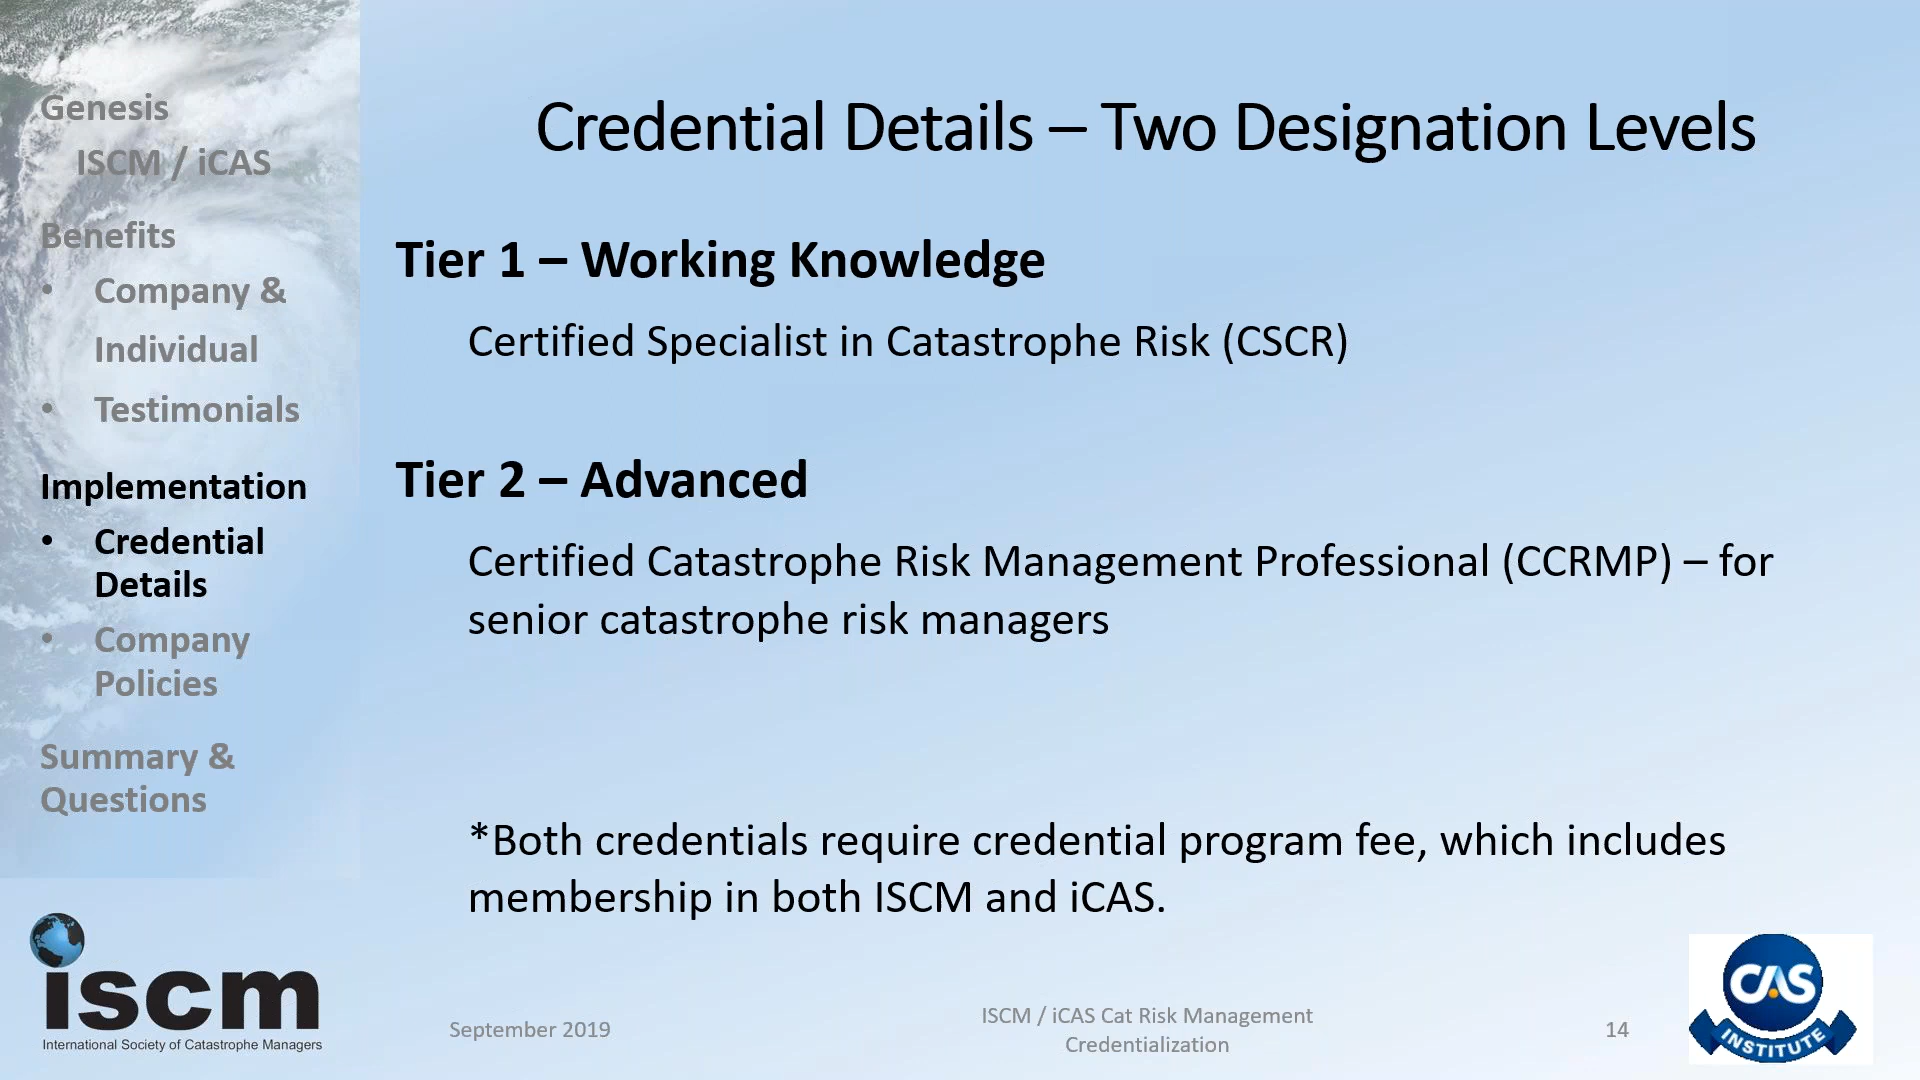 Genesis
ISCM / iCAS
Benefits
• Company &
Individual
• Testimonials
Implementation
• Credential
Details
• Company
Policies
Summary &
Questions
Credential Details – Two Designation Levels
Tier 1 – Working Knowledge
Certified Specialist in Catastrophe Risk (CSCR)
Tier 2 – Advanced
Certified Catastrophe Risk Management Professional (CCRMP) – for
senior catastrophe risk managers
*Both credentials require credential program fee, which includes
membership in both ISCM and iCAS.
iscm
International Society of Catastrophe Managers
September 2019
ISCM / iCAS Cat Risk Management
Credentialization
14
CAS
INSTITUTE